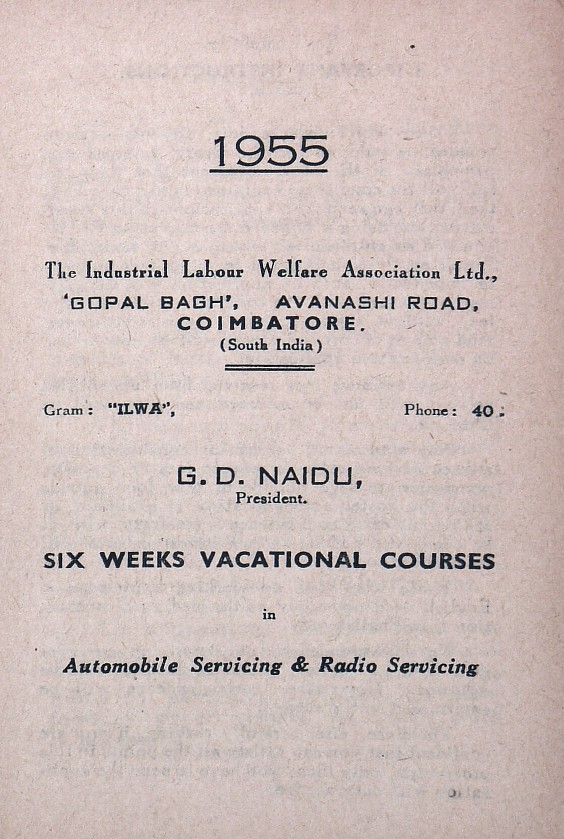 1955
The Industrial Labour Welfare Association Ltd.,
'GOPAL BAGH', AVANASHI ROAD,
COIMBATORE.
(South India)
Gram: "ILWA", Phone: 40.
G. D. NAIDU,
President.
SIX WEEKS VACATIONAL COURSES
in
Automobile Servicing & Radio Servicing